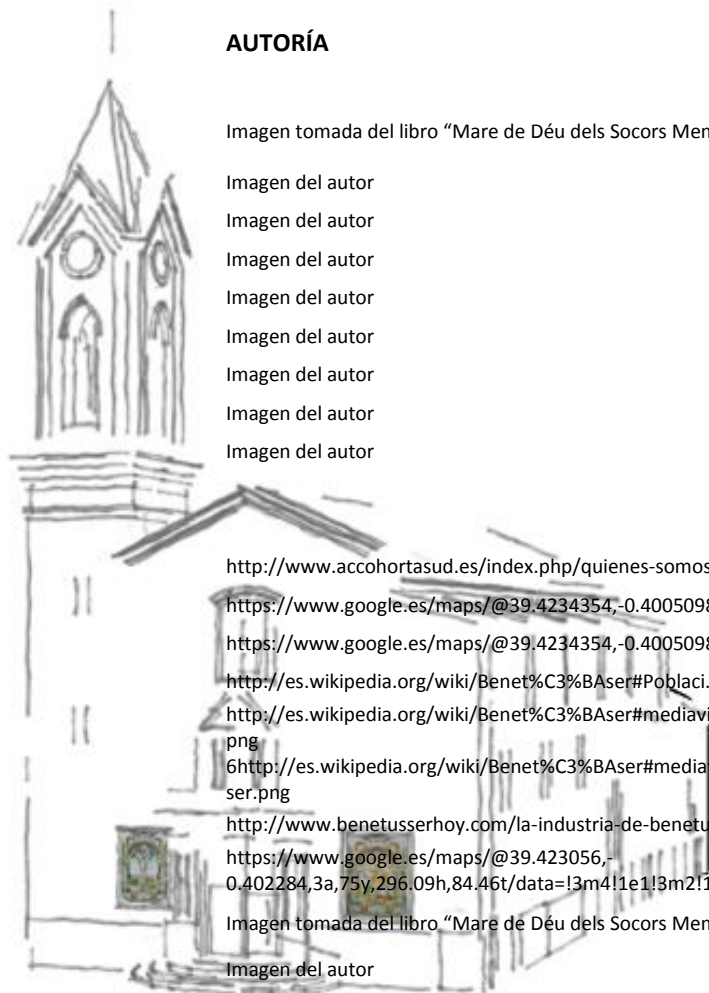 AUTORÍA
Imagen tomada del libro “Mare de Déu dels Socors Men
Imagen del autor
Imagen del autor
Imagen del autor
Imagen del autor
Imagen del autor
Imagen del autor
Imagen del autor
Imagen del autor
http://www.accohortasud.es/index.php/quienes-somos
https://www.google.es/maps/@39.4234354,-0.4005098
https://www.google.es/maps/@39.4234354,-0.4005098
http://es.wikipedia.org/wiki/Benet%C3%BAser#Poblaci.
http://es.wikipedia.org/wiki/Benet%C3%BAser#mediavi
png
6http://es.wikipedia.org/wiki/Benet%C3%BAser#media
ser.png
http://www.benetusserhoy.com/la-industria-de-benetu
https://www.google.es/maps/@39.423056,-
0.402284,3a,75y,296.09h,84.46t/data=!3m4!1e1!3m2!1
Imagen tomada del libro “Mare de Déu dels Socors Men
Imagen del autor